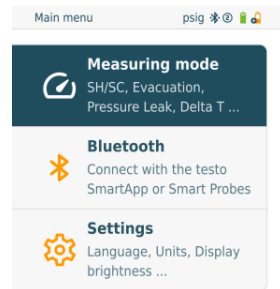 Main menu psig ②
Measuring mode
SH/SC, Evacuation,
Pressure Leak, Delta T ...
Bluetooth
Connect with the testo
SmartApp or Smart Probes
Settings
Language, Units, Display
brightness ...